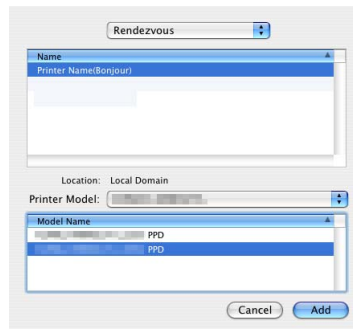 Rendezvous
Name
Printer Name(Bonjour)
Location: Local Domain
Printer Model:
Model Name
PPD
PPD
Cancel Add